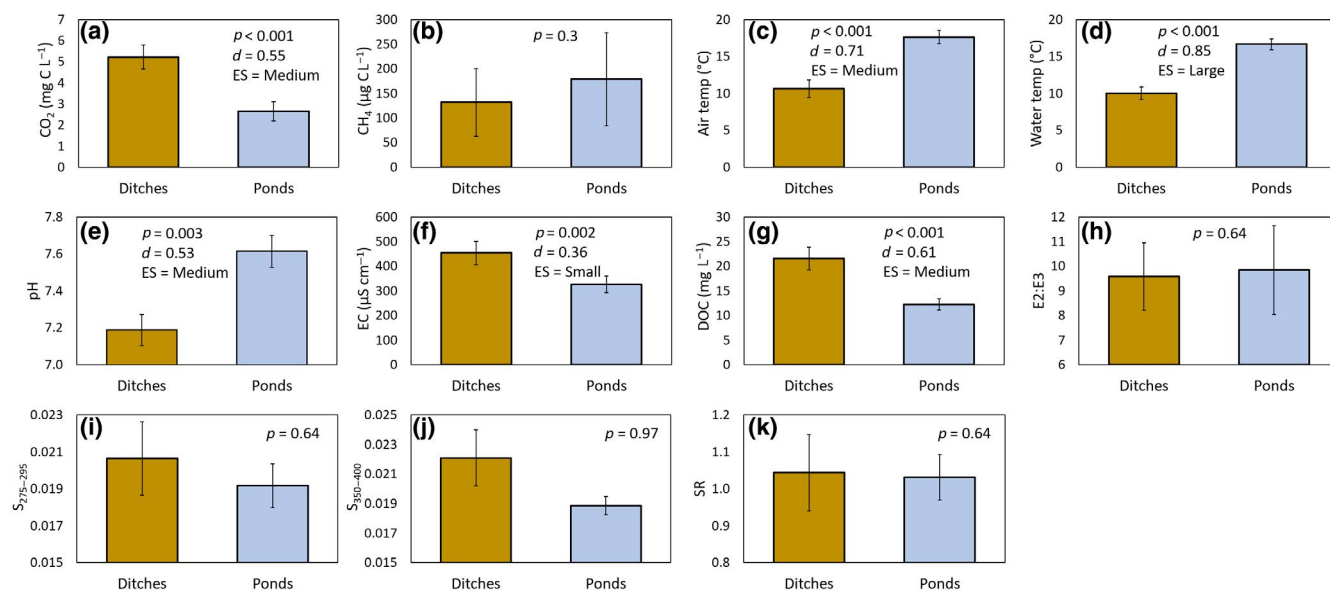 (a)
p < 0.001
d = 0.55
ES = Medium
CO₂ (mg C L⁻¹)
7
6
5
4
3
2
1
0
Ditches Ponds
(b)
p = 0.3
CH₄ (µg C L⁻¹)
300
250
200
150
100
50
0
Ditches Ponds
(c)
p < 0.001
d = 0.71
ES = Medium
Air temp (°C)
20
15
10
5
0
Ditches Ponds
(d)
p < 0.001
d = 0.85
ES = Large
Water temp (°C)
20
15
10
5
0
Ditches Ponds
(e)
p = 0.003
d = 0.53
ES = Medium
pH
7.8
7.6
7.4
7.2
7.0
Ditches Ponds
(f)
p = 0.002
d = 0.36
ES = Small
EC (µS cm⁻¹)
600
500
400
300
200
100
0
Ditches Ponds
(g)
p < 0.001
d = 0.61
ES = Medium
DOC (mg L⁻¹)
30
25
20
15
10
5
0
Ditches Ponds
(h)
p = 0.64
E2:E3
12
11
10
9
8
7
6
Ditches Ponds
(i)
p = 0.64
S₂₇₅₋₂₉₅
0.023
0.021
0.019
0.017
0.015
Ditches Ponds
(j)
p = 0.97
S₃₅₀₋₄₀₀
0.025
0.023
0.021
0.019
0.017
0.015
Ditches Ponds
(k)
p = 0.64
SR
1.2
1.1
1.0
0.9
0.8
Ditches Ponds